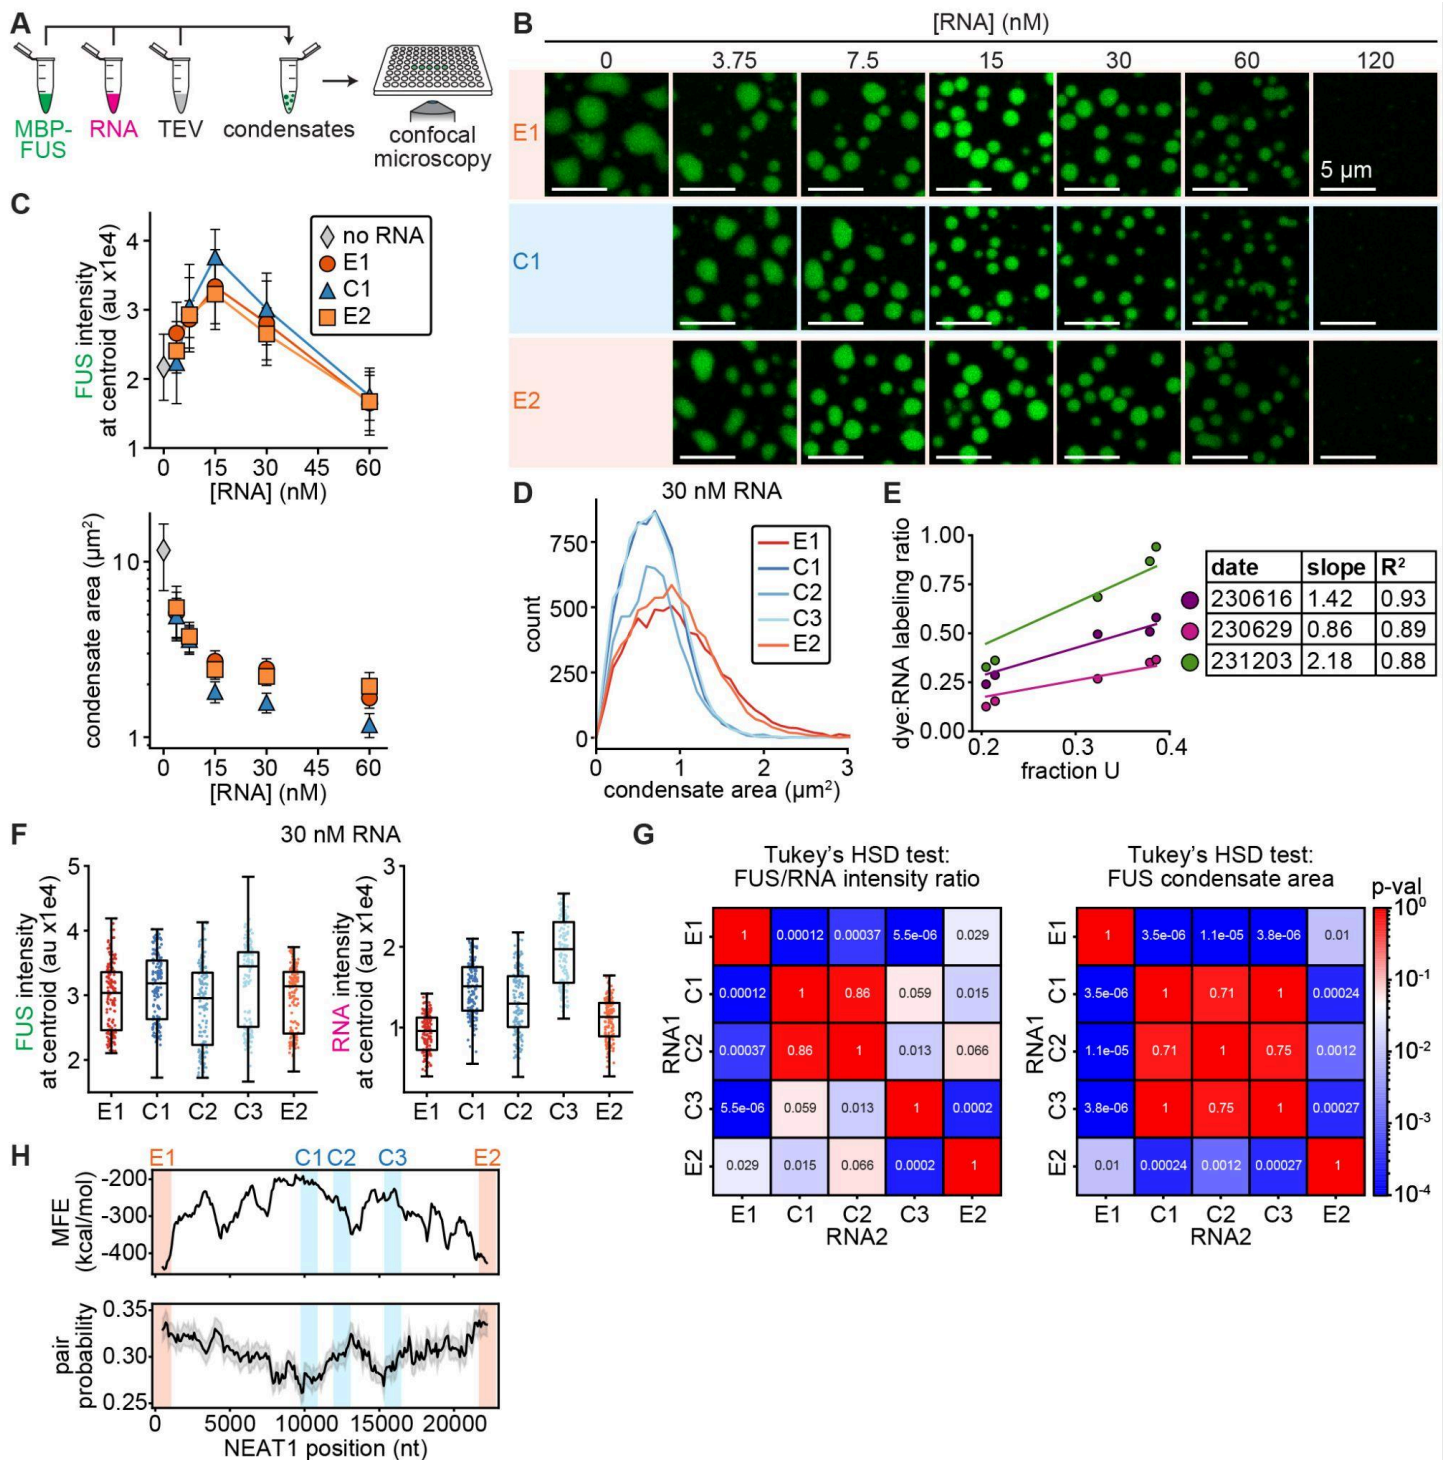 A
MBP-
FUS
RNA
TEV
condensates
confocal
microscopy
B
[RNA] (nM)
0 3.75 7.5 15 30 60 120
E1
5 µm
C1
E2
C
FUS intensity
at centroid (au x1e4)
4
3
2
1
no RNA
E1
C1
E2
0 15 30 45 60
[RNA] (nM)
condensate area (µm²)
10
1
0 15 30 45 60
[RNA] (nM)
D
30 nM RNA
count
750
500
250
0
E1
C1
C2
C3
E2
0 1 2 3
condensate area (µm²)
E
dye:RNA labeling ratio
1.00
0.75
0.50
0.25
0.00
0.2 0.3 0.4
fraction U
date slope R²
230616 1.42 0.93
230629 0.86 0.89
231203 2.18 0.88
F
30 nM RNA
FUS intensity
at centroid (au x1e4)
5
4
3
2
E1 C1 C2 C3 E2
RNA intensity
at centroid (au x1e4)
3
2
1
E1 C1 C2 C3 E2
G
Tukey's HSD test:
FUS/RNA intensity ratio
RNA1
E1 1 0.00012 0.00037 5.5e-06 0.029
C1 0.00012 1 0.86 0.059 0.015
C2 0.00037 0.86 1 0.013 0.066
C3 5.5e-06 0.059 0.013 1 0.0002
E2 0.029 0.015 0.066 0.0002 1
E1 C1 C2 C3 E2
RNA2
Tukey's HSD test:
FUS condensate area
RNA1
E1 1 3.5e-06 1.1e-05 3.8e-06 0.01
C1 3.5e-06 1 0.71 1 0.00024
C2 1.1e-05 0.71 1 0.75 0.0012
C3 3.8e-06 1 0.75 1 0.00027
E2 0.01 0.00024 0.0012 0.00027 1
E1 C1 C2 C3 E2
RNA2
p-val
10⁰
10⁻¹
10⁻²
10⁻³
10⁻⁴
H
E1 C1 C2 C3 E2
MFE
(kcal/mol)
-200
-300
-400
pair
probability
0.35
0.30
0.25
0 5000 10000 15000 20000
NEAT1 position (nt)